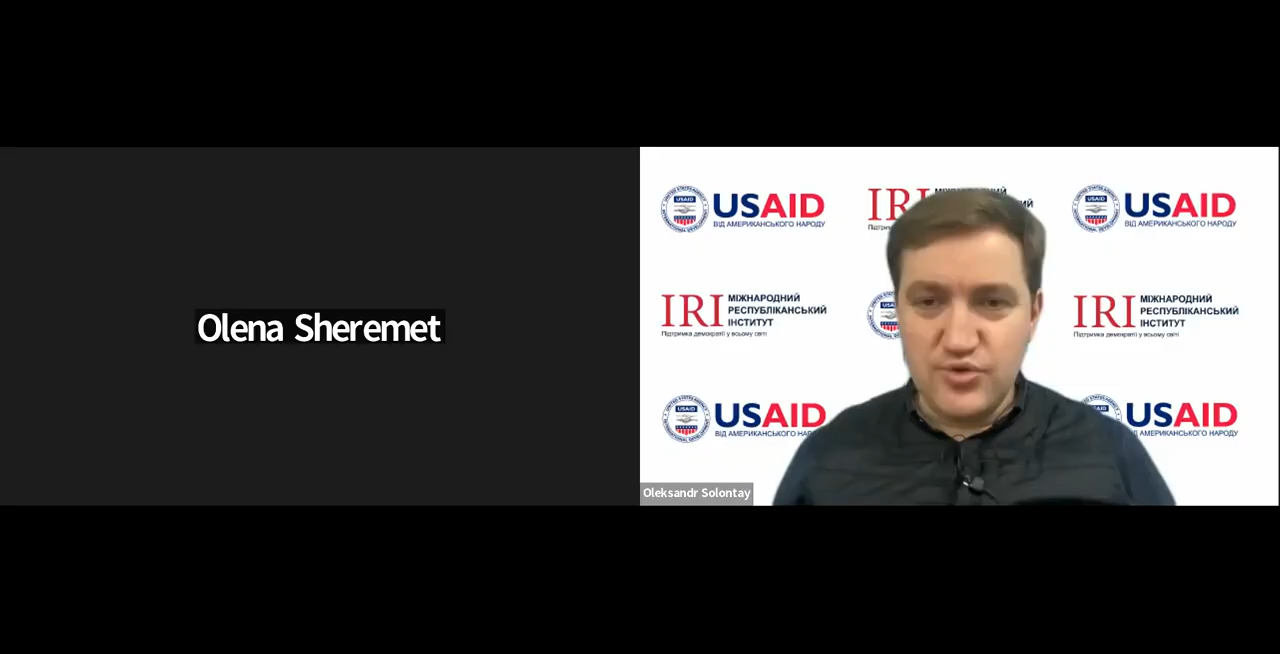 Olena Sheremet
USAID
ВІД АМЕРИКАНСЬКОГО НАРОДУ
IRI
USAID
ВІД АМЕРИКАНСЬКОГО НАРОДУ
IRI
МІЖНАРОДНИЙ
РЕСПУБЛІКАНСЬКИЙ
ІНСТИТУТ
Підтримка демократії у всьому світі
IRI
МІЖНАРОДНИЙ
РЕСПУБЛІКАНСЬКИЙ
ІНСТИТУТ
Підтримка демократії у всьому світі
USAID
ВІД АМЕРИКАНСЬКОГО
USAID
АМЕРИКАНСЬКОГО НАРОДУ
Oleksandr Solontay